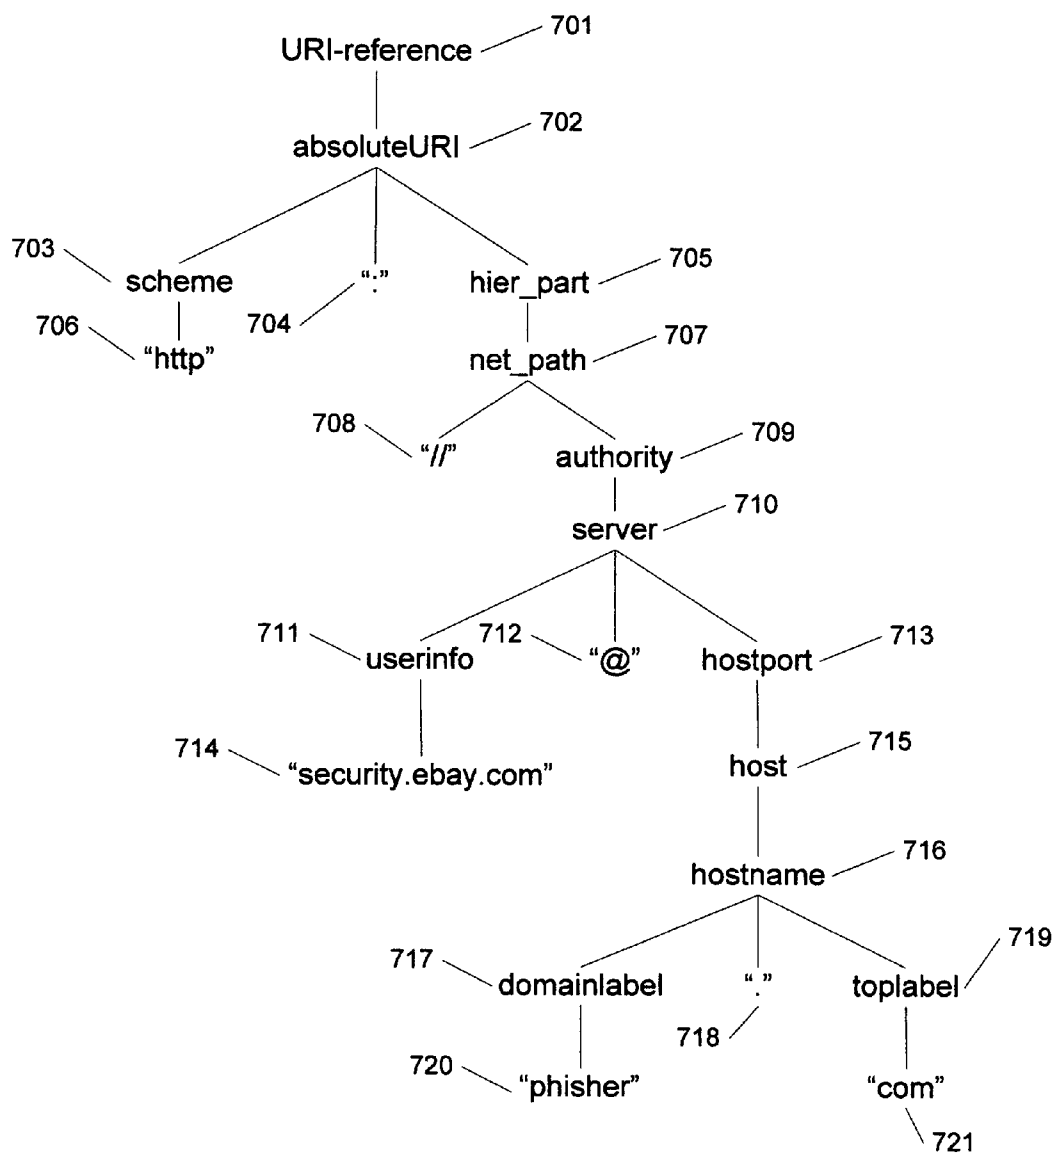 701
URI-reference
702
absoluteURI
703
705
scheme “:” hier_part
706 704 707
“http” net_path
708 709
“//” authority
710
server
711 712 713
userinfo “@” hostport
714 715
“security.ebay.com” host
716
hostname
717 719
domainlabel “.” toplabel
718
720
“phisher” “com”
721